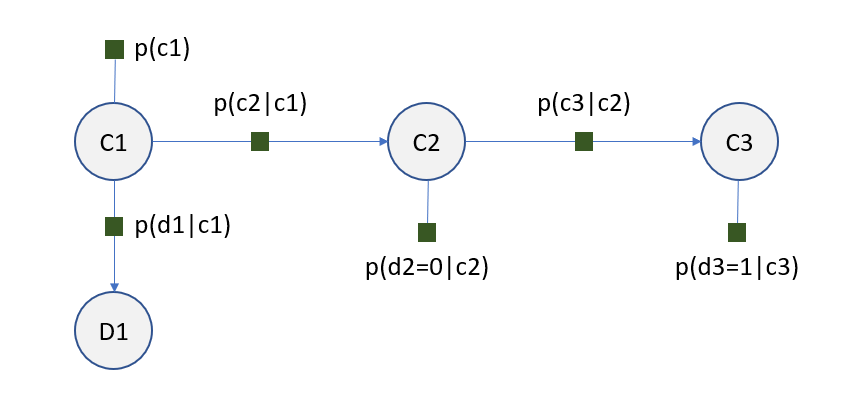 p(c1)
p(c2|c1)
p(c3|c2)
C1
C2
C3
p(d1|c1)
p(d2=0|c2)
p(d3=1|c3)
D1